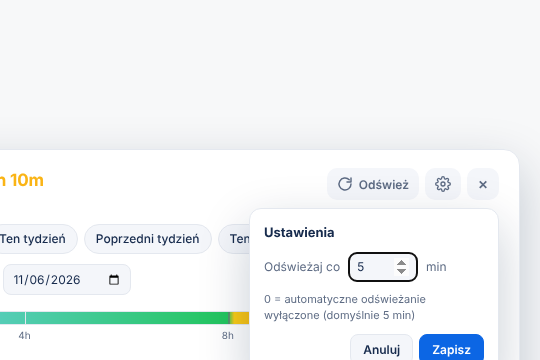 10m
Odśwież
Ustawienia
Ten tydzień
Poprzedni tydzień
Ten
Odświeżaj co 5 min
11/06/2026
0 = automatyczne odświeżanie
wyłączone (domyślnie 5 min)
4h
8h
Anuluj
Zapisz